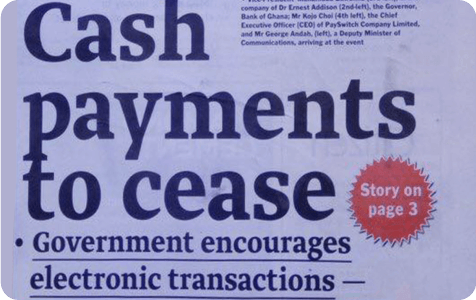 Cash
company of Dr Ernest Addison (2nd-left), the Governor,
Bank of Ghana; Mr Kojo Choi (4th left), the Chief
Executive Officer (CEO) of PaySwitch Company Limited,
and Mr George Andah, (left), a Deputy Minister of
Communications, arriving at the event
payments
to cease
Story on
page 3
• Government encourages
electronic transactions —